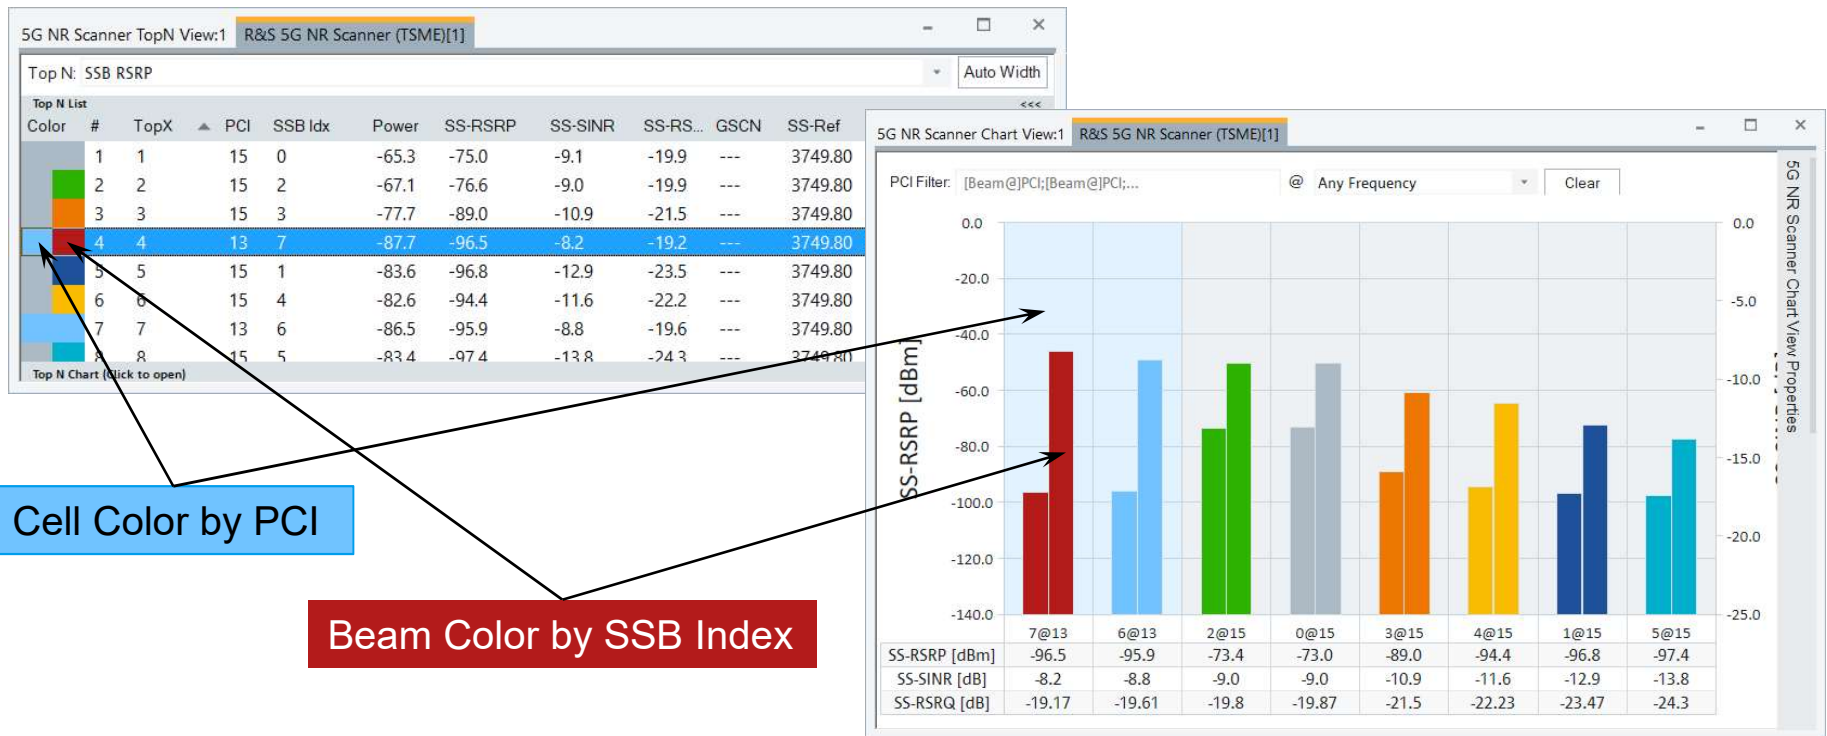 5G NR Scanner TopN View:1 R&S 5G NR Scanner (TSME)[1]
Top N: SSB RSRP Auto Width
Top N List <<<
Color # TopX PCI SSB Idx Power SS-RSRP SS-SINR SS-RS... GSCN SS-Ref
1 1 15 0 -65.3 -75.0 -9.1 -19.9 --- 3749.80
2 2 15 2 -67.1 -76.6 -9.0 -19.9 --- 3749.80
3 3 15 3 -77.7 -89.0 -10.9 -21.5 --- 3749.80
4 4 13 7 -87.7 -96.5 -8.2 -19.2 --- 3749.80
5 5 15 1 -83.6 -96.8 -12.9 -23.5 --- 3749.80
6 6 15 4 -82.6 -94.4 -11.6 -22.2 --- 3749.80
7 7 13 6 -86.5 -95.9 -8.8 -19.6 --- 3749.80
8 8 15 5 -83.4 -97.4 -13.8 -24.3 --- 3749.80
Top N Chart (Click to open)
Cell Color by PCI
Beam Color by SSB Index
5G NR Scanner Chart View:1 R&S 5G NR Scanner (TSME)[1]
PCI Filter: [Beam@]PCI;[Beam@]PCI;... @ Any Frequency Clear
5G NR Scanner Chart View Properties
SS-RSRP [dBm]
0.0
-20.0
-40.0
-60.0
-80.0
-100.0
-120.0
-140.0
0.0
-5.0
-10.0
-15.0
-20.0
-25.0
7@13 6@13 2@15 0@15 3@15 4@15 1@15 5@15
SS-RSRP [dBm] -96.5 -95.9 -73.4 -73.0 -89.0 -94.4 -96.8 -97.4
SS-SINR [dB] -8.2 -8.8 -9.0 -9.0 -10.9 -11.6 -12.9 -13.8
SS-RSRQ [dB] -19.17 -19.61 -19.8 -19.87 -21.5 -22.23 -23.47 -24.3